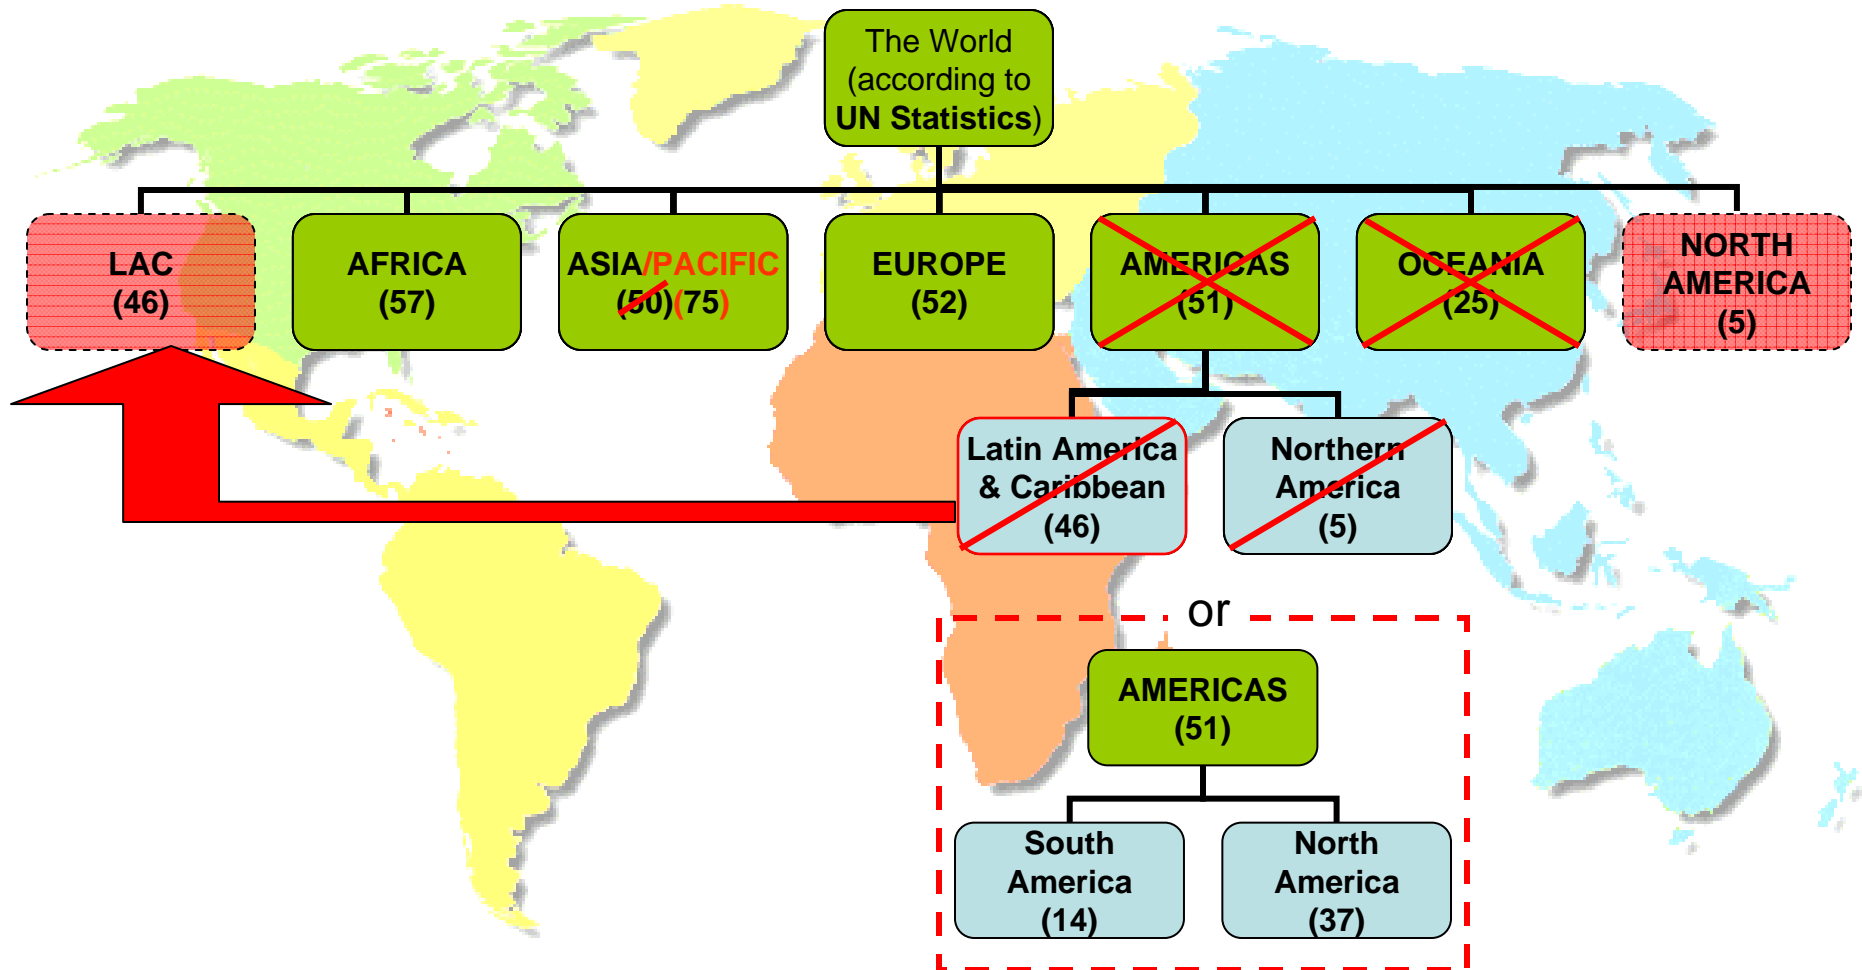 The World
(according to
UN Statistics)
LAC
(46)
AFRICA
(57)
ASIA/PACIFIC
(50)(75)
EUROPE
(52)
AMERICAS
(51)
OCEANIA
(25)
NORTH
AMERICA
(5)
Latin America
& Caribbean
(46)
Northern
America
(5)
or
AMERICAS
(51)
South
America
(14)
North
America
(37)